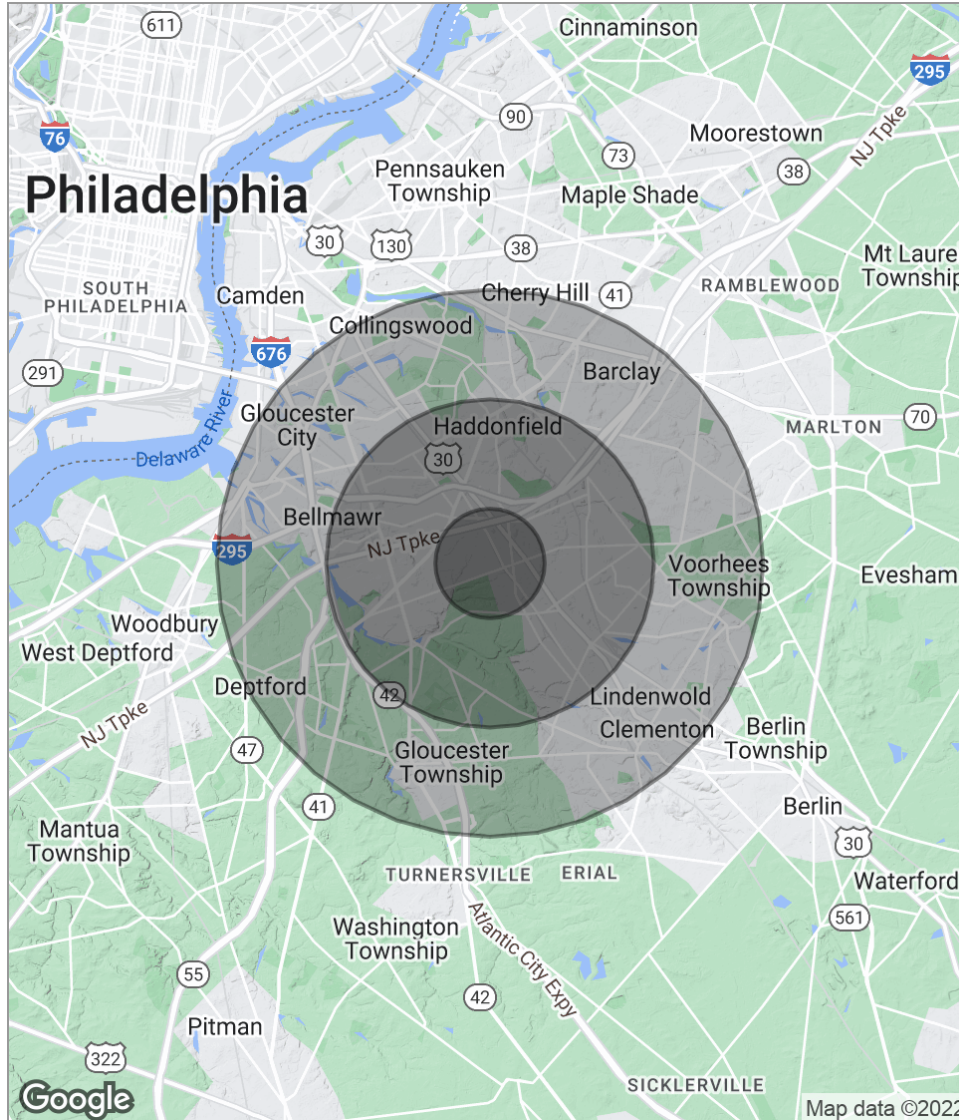 611
Cinnaminson
295
76
90
Moorestown
NJ Tpke
73
38
Pennsauken
Township
Philadelphia
Maple Shade
30
130
38
Mt Laure
Township
SOUTH
PHILADELPHIA
Camden
Cherry Hill
41
RAMBLEWOOD
Collingswood
676
291
Barclay
Gloucester
City
Haddonfield
70
MARLTON
Delaware River
30
Bellmawr
NJ Tpke
295
Voorhees
Township
Evesham
Woodbury
West Deptford
Deptford
42
Lindenwold
Clementon
NJ Tpke
47
Gloucester
Township
Berlin
Township
41
Berlin
Mantua
Township
30
TURNERSVILLE
ERIAL
Waterford
561
Washington
Township
Atlantic City Expy
55
42
Pitman
322
SICKLERVILLE
Google
Map data ©2022